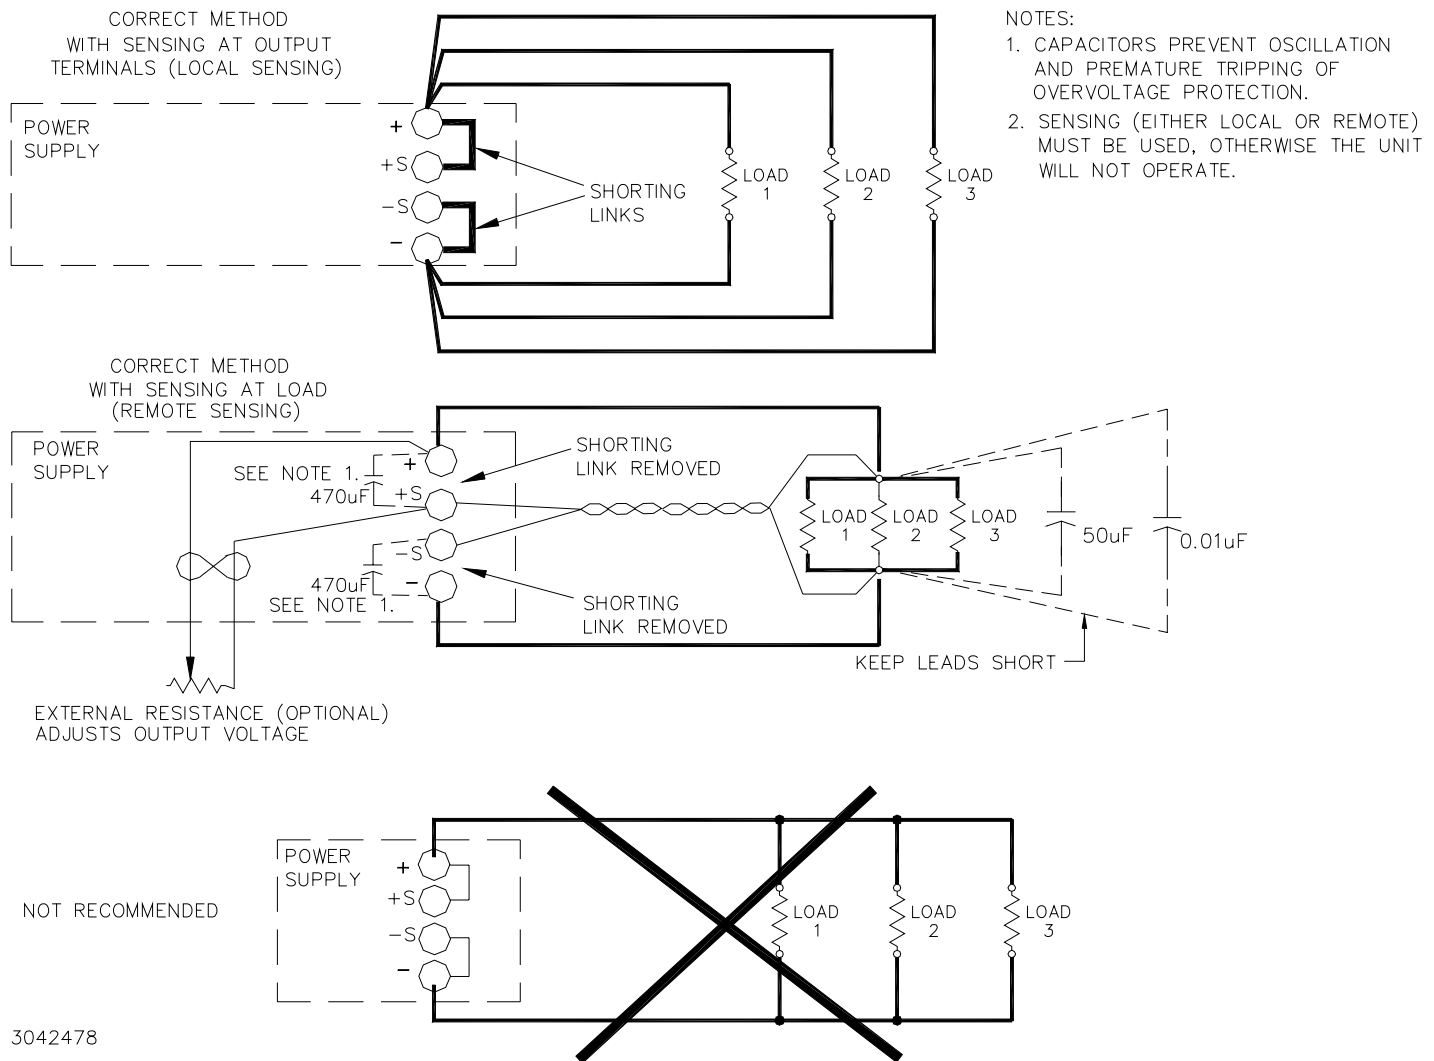 CORRECT METHOD
WITH SENSING AT OUTPUT
TERMINALS (LOCAL SENSING)
POWER
SUPPLY
+
+S
-S
-
SHORTING
LINKS
LOAD
1
LOAD
2
LOAD
3
NOTES:
1. CAPACITORS PREVENT OSCILLATION
AND PREMATURE TRIPPING OF
OVERVOLTAGE PROTECTION.
2. SENSING (EITHER LOCAL OR REMOTE)
MUST BE USED, OTHERWISE THE UNIT
WILL NOT OPERATE.
CORRECT METHOD
WITH SENSING AT LOAD
(REMOTE SENSING)
POWER
SUPPLY
SEE NOTE 1.
470uF
+
+S
-S
-
470uF
SEE NOTE 1.
SHORTING
LINK REMOVED
SHORTING
LINK REMOVED
LOAD
1
LOAD
2
LOAD
3
50uF
0.01uF
KEEP LEADS SHORT
EXTERNAL RESISTANCE (OPTIONAL)
ADJUSTS OUTPUT VOLTAGE
NOT RECOMMENDED
POWER
SUPPLY
+
+S
-S
-
LOAD
1
LOAD
2
LOAD
3
3042478